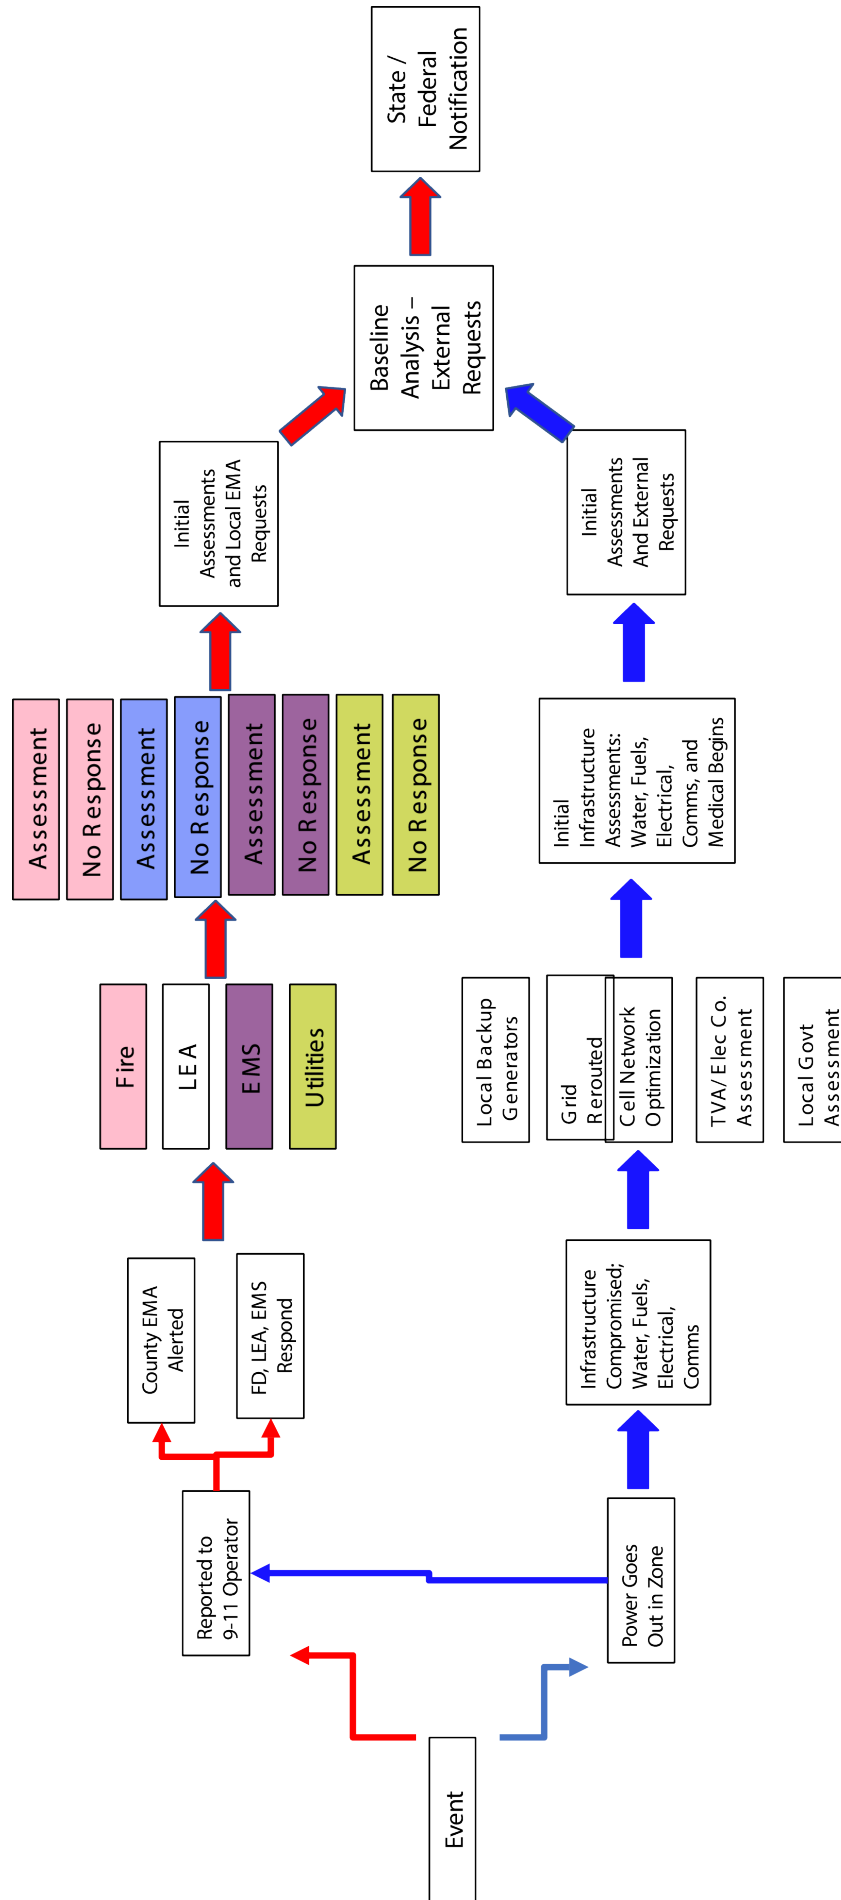 Event
Reported to
9-11 Operator
Power Goes
Out in Zone
County EMA
Alerted
FD, LEA, EMS
Respond
Infrastructure
Compromised;
Water, Fuels,
Electrical,
Comms
Fire
LEA
EMS
Utilities
Local Backup
Generators
Grid
Rerouted
Cell Network
Optimization
TVA/ Elec Co.
Assessment
Local Govt
Assessment
Assessment
No Response
Assessment
No Response
Assessment
No Response
Assessment
No Response
Initial
Infrastructure
Assessments:
Water, Fuels,
Electrical,
Comms, and
Medical Begins
Initial
Assessments
and Local EMA
Requests
Initial
Assessments
And External
Requests
Baseline
Analysis –
External
Requests
State /
Federal
Notification